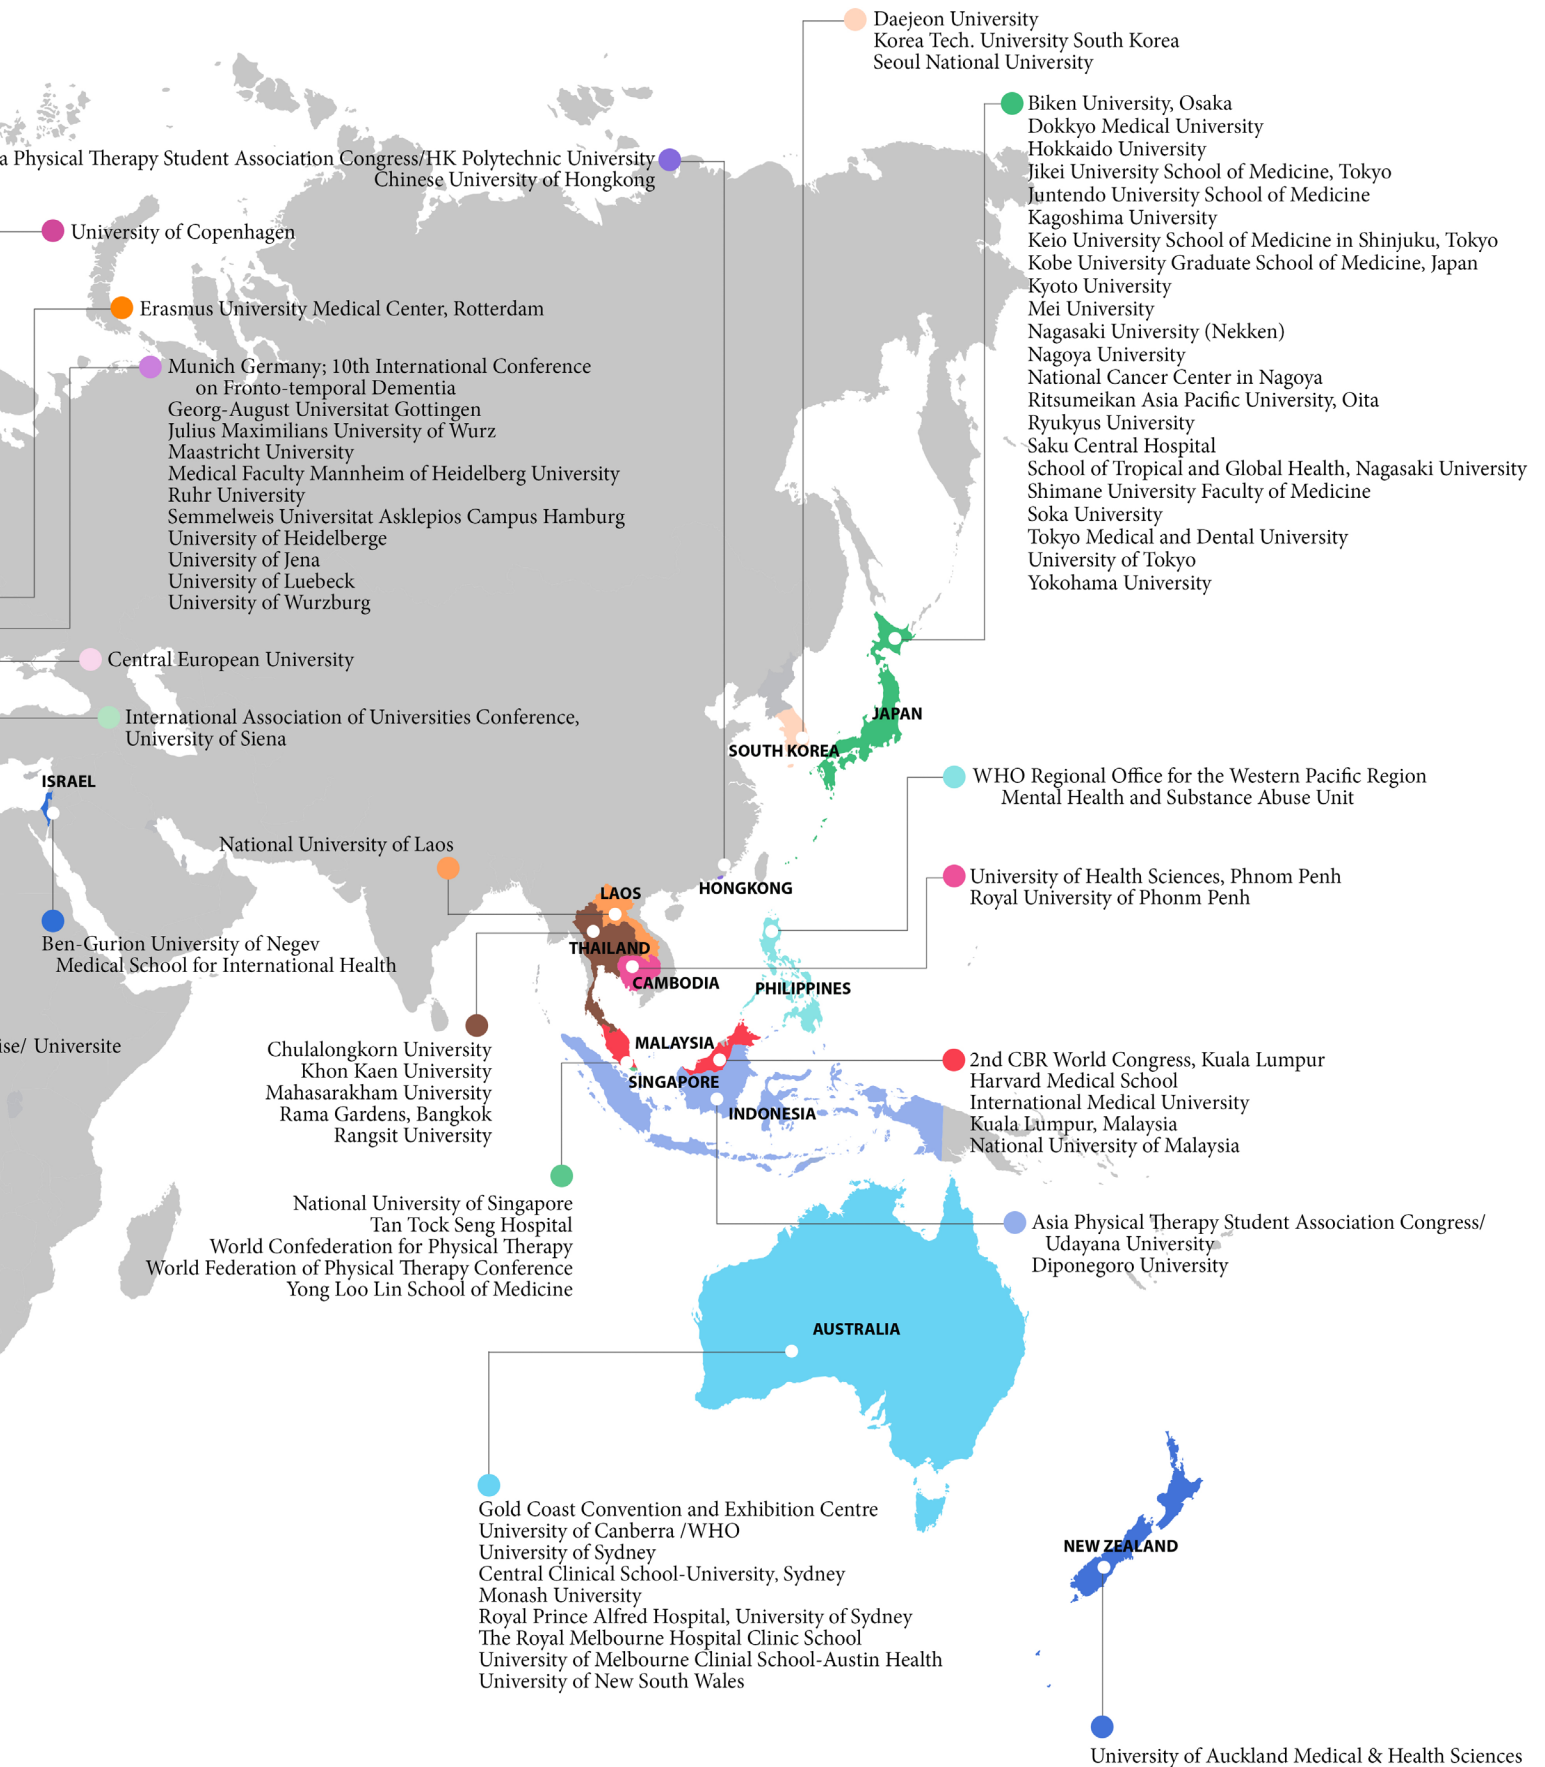 Daejeon University
Korea Tech. University South Korea
Seoul National University
Biken University, Osaka
Dokkyo Medical University
Hokkaido University
Jikei University School of Medicine, Tokyo
Juntendo University School of Medicine
Kagoshima University
Keio University School of Medicine in Shinjuku, Tokyo
Kobe University Graduate School of Medicine, Japan
Kyoto University
Mei University
Nagasaki University (Nekken)
Nagoya University
National Cancer Center in Nagoya
Ritsumeikan Asia Pacific University, Oita
Ryukyus University
Saku Central Hospital
School of Tropical and Global Health, Nagasaki University
Shimane University Faculty of Medicine
Soka University
Tokyo Medical and Dental University
University of Tokyo
Yokohama University
a Physical Therapy Student Association Congress/HK Polytechnic University
Chinese University of Hongkong
University of Copenhagen
Erasmus University Medical Center, Rotterdam
Munich Germany; 10th International Conference
on Fronto-temporal Dementia
Georg-August Universitat Gottingen
Julius Maximilians University of Wurz
Maastricht University
Medical Faculty Mannheim of Heidelberg University
Ruhr University
Semmelweis Universitat Asklepios Campus Hamburg
University of Heidelberge
University of Jena
University of Luebeck
University of Wurzburg
Central European University
International Association of Universities Conference,
University of Siena
JAPAN
SOUTH KOREA
ISRAEL
WHO Regional Office for the Western Pacific Region
Mental Health and Substance Abuse Unit
National University of Laos
University of Health Sciences, Phnom Penh
Royal University of Phonm Penh
HONGKONG
LAOS
THAILAND
CAMBODIA
PHILIPPINES
Ben-Gurion University of Negev
Medical School for International Health
ise/ Universite
Chulalongkorn University
Khon Kaen University
Mahasarakham University
Rama Gardens, Bangkok
Rangsit University
MALAYSIA
SINGAPORE
INDONESIA
2nd CBR World Congress, Kuala Lumpur
Harvard Medical School
International Medical University
Kuala Lumpur, Malaysia
National University of Malaysia
National University of Singapore
Tan Tock Seng Hospital
World Confederation for Physical Therapy
World Federation of Physical Therapy Conference
Yong Loo Lin School of Medicine
Asia Physical Therapy Student Association Congress/
Udayana University
Diponegoro University
AUSTRALIA
Gold Coast Convention and Exhibition Centre
University of Canberra /WHO
University of Sydney
Central Clinical School-University, Sydney
Monash University
Royal Prince Alfred Hospital, University of Sydney
The Royal Melbourne Hospital Clinic School
University of Melbourne Clinial School-Austin Health
University of New South Wales
NEW ZEALAND
University of Auckland Medical & Health Sciences